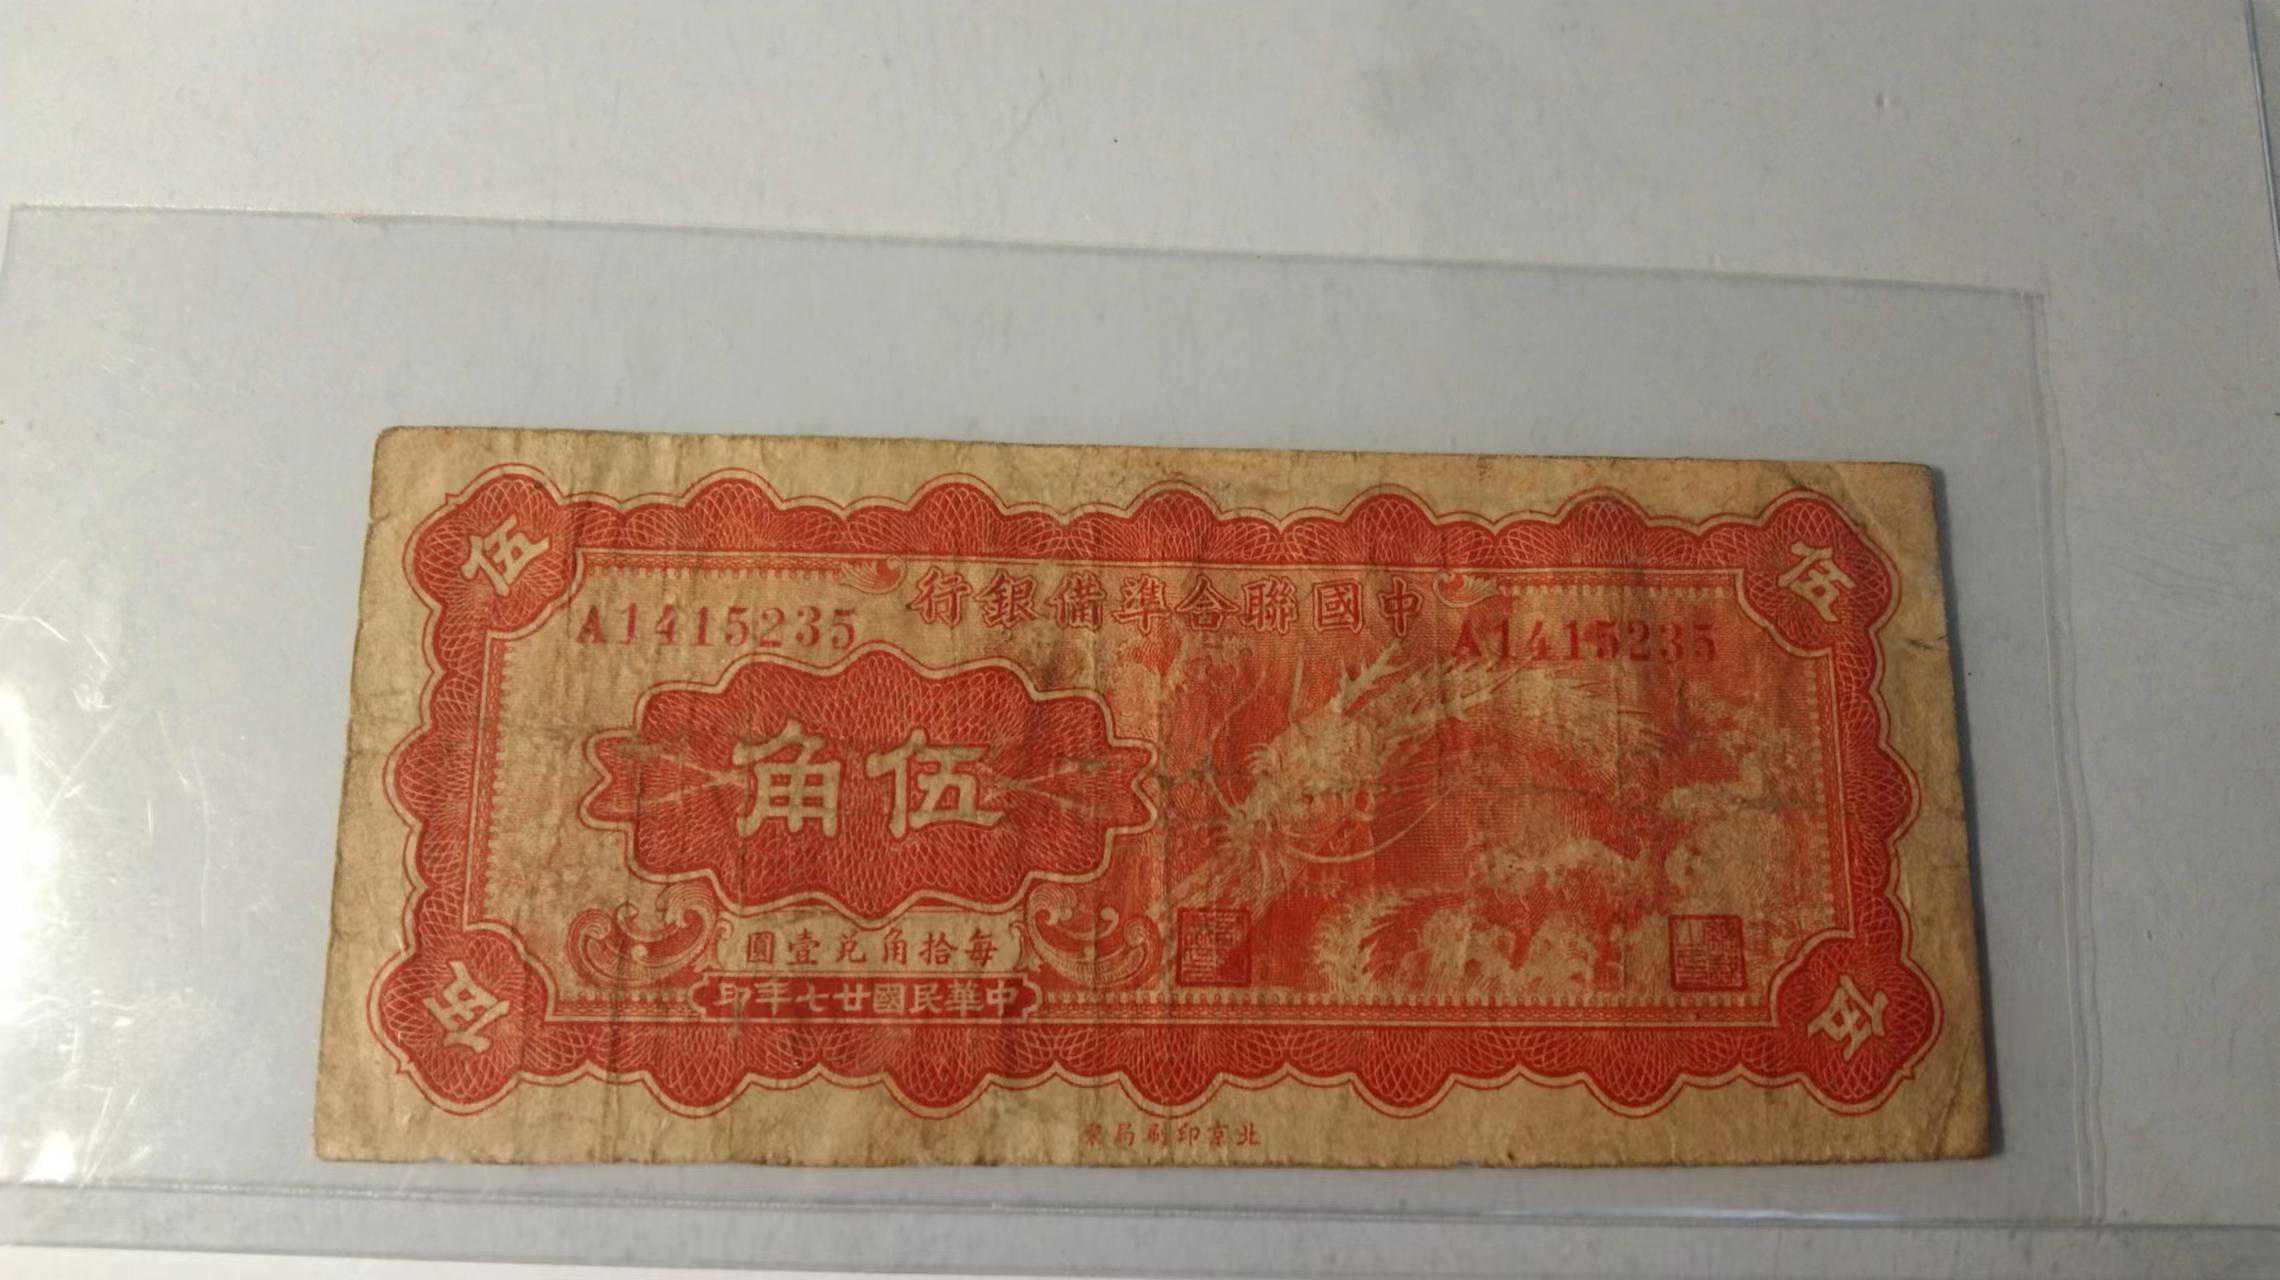 伍
伍
中國聯合準備銀行
A1415235
A1415235
伍角
每拾角兌壹圓
中華民國廿七年印
伍
伍
北京印刷局製